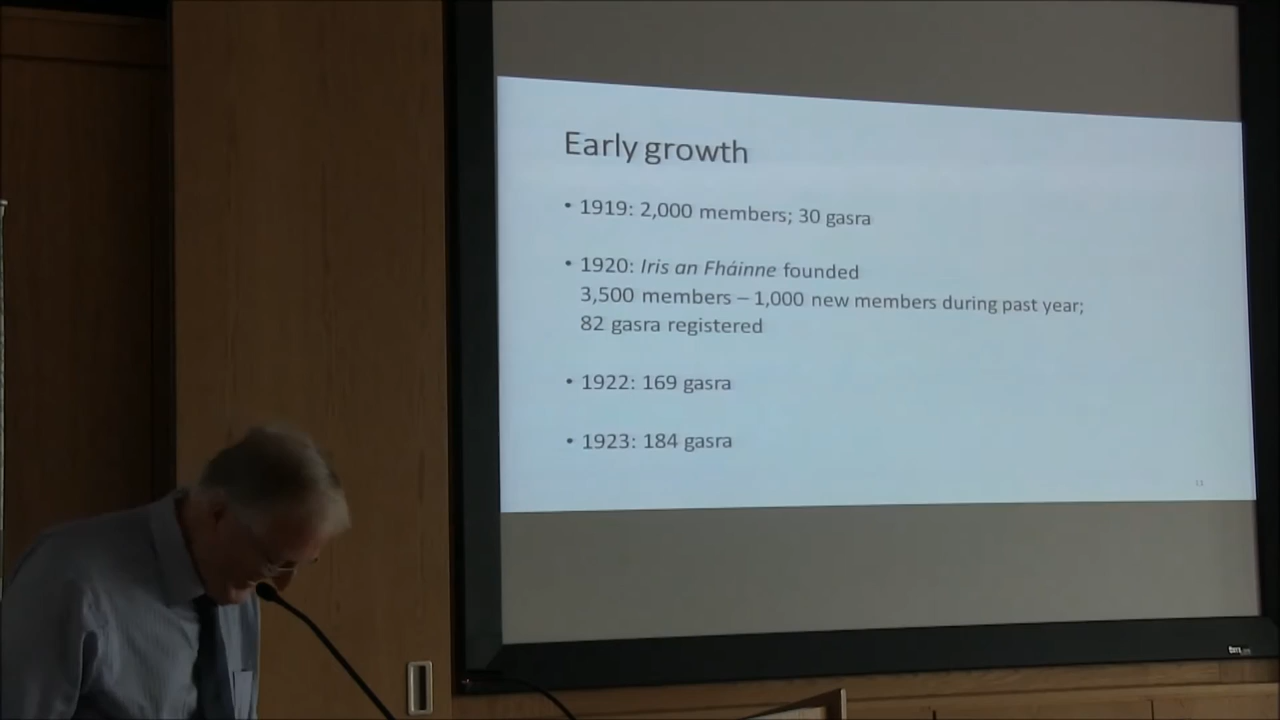 Early growth
• 1919: 2,000 members; 30 gasra
• 1920: Iris an Fháinne founded
3,500 members – 1,000 new members during past year;
82 gasra registered
• 1922: 169 gasra
• 1923: 184 gasra